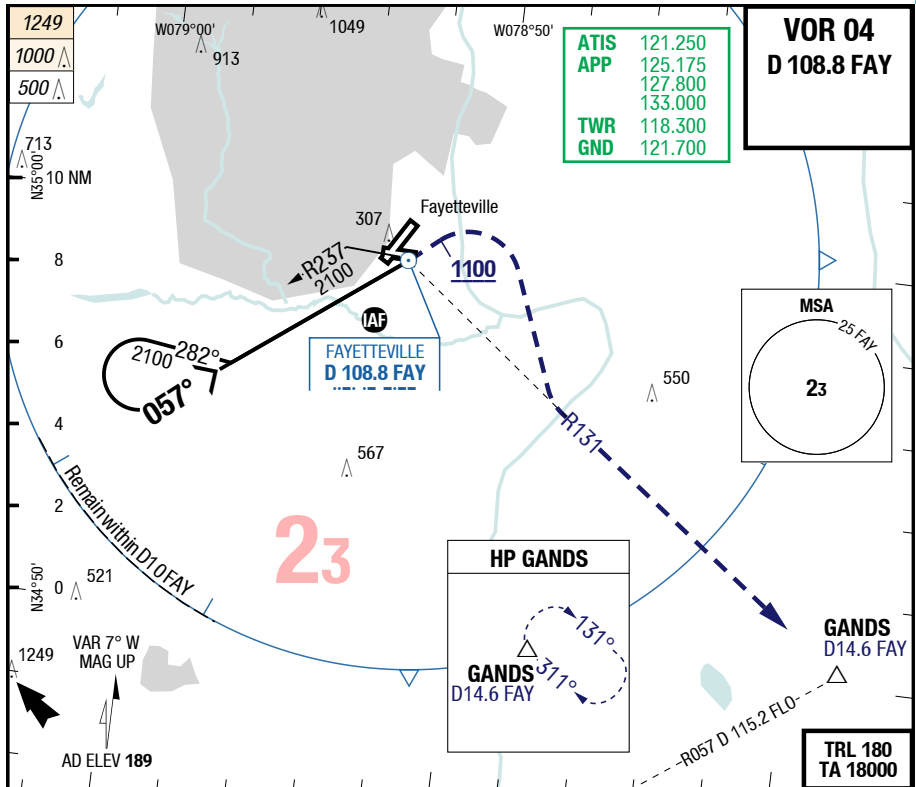 1249
1000
500
W079°00'
913
1049
W078°50'
ATIS 121.250
APP 125.175
127.800
133.000
TWR 118.300
GND 121.700
VOR 04
D 108.8 FAY
713
N35°00'
10 NM
8
6
4
2
0
N34°50'
307
Fayetteville
R237
2100
1100
IAF
FAYETTEVILLE
D 108.8 FAY
2100
282°
057°
567
550
R131
MSA
25 FAY
23
Remain within D10 FAY
23
521
1249
VAR 7° W
MAG UP
AD ELEV 189
HP GANDS
131°
311°
GANDS
D14.6 FAY
GANDS
D14.6 FAY
R057 D 115.2 FLO
TRL 180
TA 18000